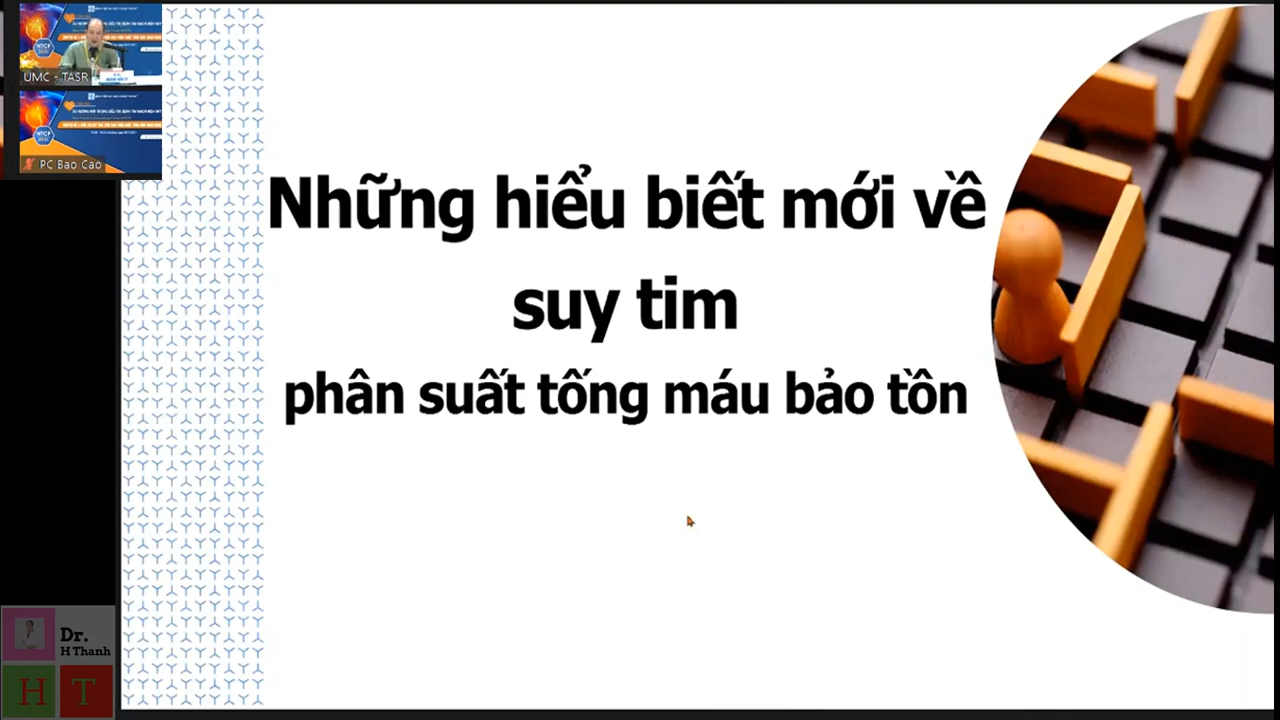 UMC - TASR
PC Bao Cao
Những hiểu biết mới về
suy tim
phân suất tống máu bảo tồn
Dr.
H Thanh
H T